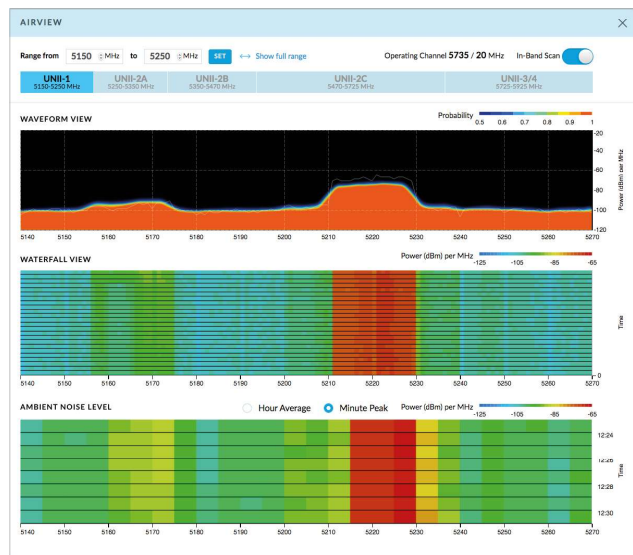 AIRVIEW
Range from 5150 MHz to 5250 MHz SET Show full range Operating Channel 5735 / 20 MHz In-Band Scan
UNII-1 UNII-2A UNII-2B UNII-2C UNII-3/4
5150-5250 MHz 5250-5350 MHz 5350-5470 MHz 5470-5725 MHz 5725-5925 MHz
WAVEFORM VIEW Probability
0.5 0.6 0.7 0.8 0.9 1
-20
-40
-60
-80
-100
-120
Power (dBm) per MHz
5140 5150 5160 5170 5180 5190 5200 5210 5220 5230 5240 5250 5260 5270
WATERFALL VIEW Power (dBm) per MHz
-125 -105 -85 -65
Time
0
5140 5150 5160 5170 5180 5190 5200 5210 5220 5230 5240 5250 5260 5270
AMBIENT NOISE LEVEL Hour Average Minute Peak Power (dBm) per MHz
-125 -105 -85 -65
12:24
12:26
12:28
12:30
Time
5140 5150 5160 5170 5180 5190 5200 5210 5220 5230 5240 5250 5260 5270